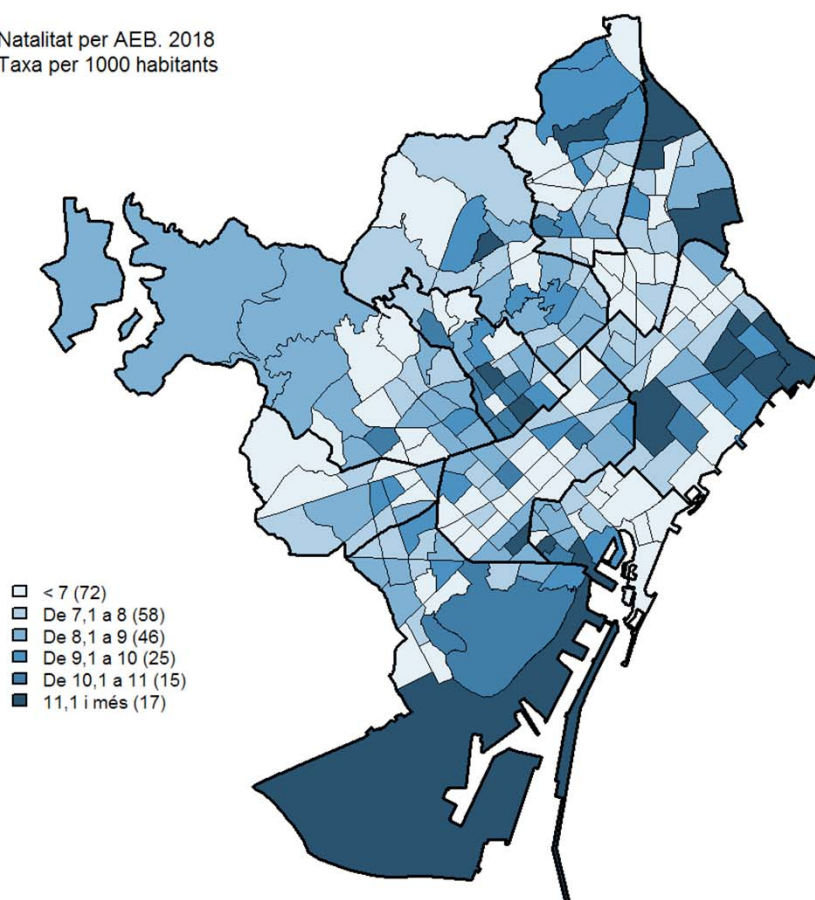 Natalitat per AEB. 2018
Taxa per 1000 habitants
< 7 (72)
De 7,1 a 8 (58)
De 8,1 a 9 (46)
De 9,1 a 10 (25)
De 10,1 a 11 (15)
11,1 i més (17)